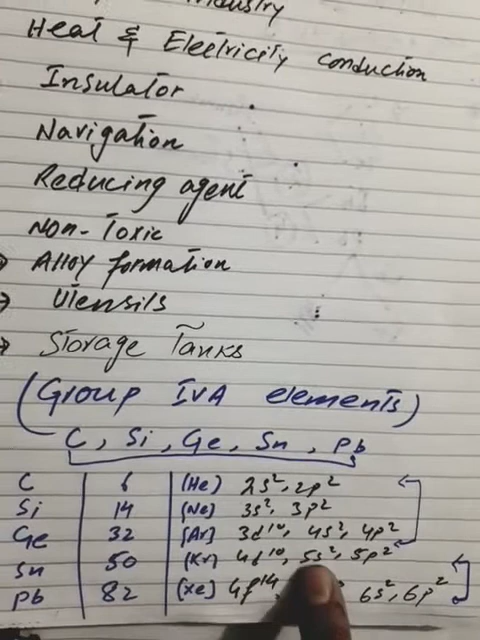 Industry
Heat & Electricity conduction
Insulator
Navigation
Reducing agent
Non-Toxic
Alloy formation
Utensils
Storage Tanks
(Group IVA elements)
C, Si, Ge, Sn, Pb
C 6 (He) 2s², 2p²
Si 14 (Ne) 3s², 3p²
Ge 32 [Ar] 3d¹⁰, 4s², 4p²
Sn 50 (Kr) 4d¹⁰, 5s², 5p²
Pb 82 (Xe) 4f¹⁴, 6s², 6p²